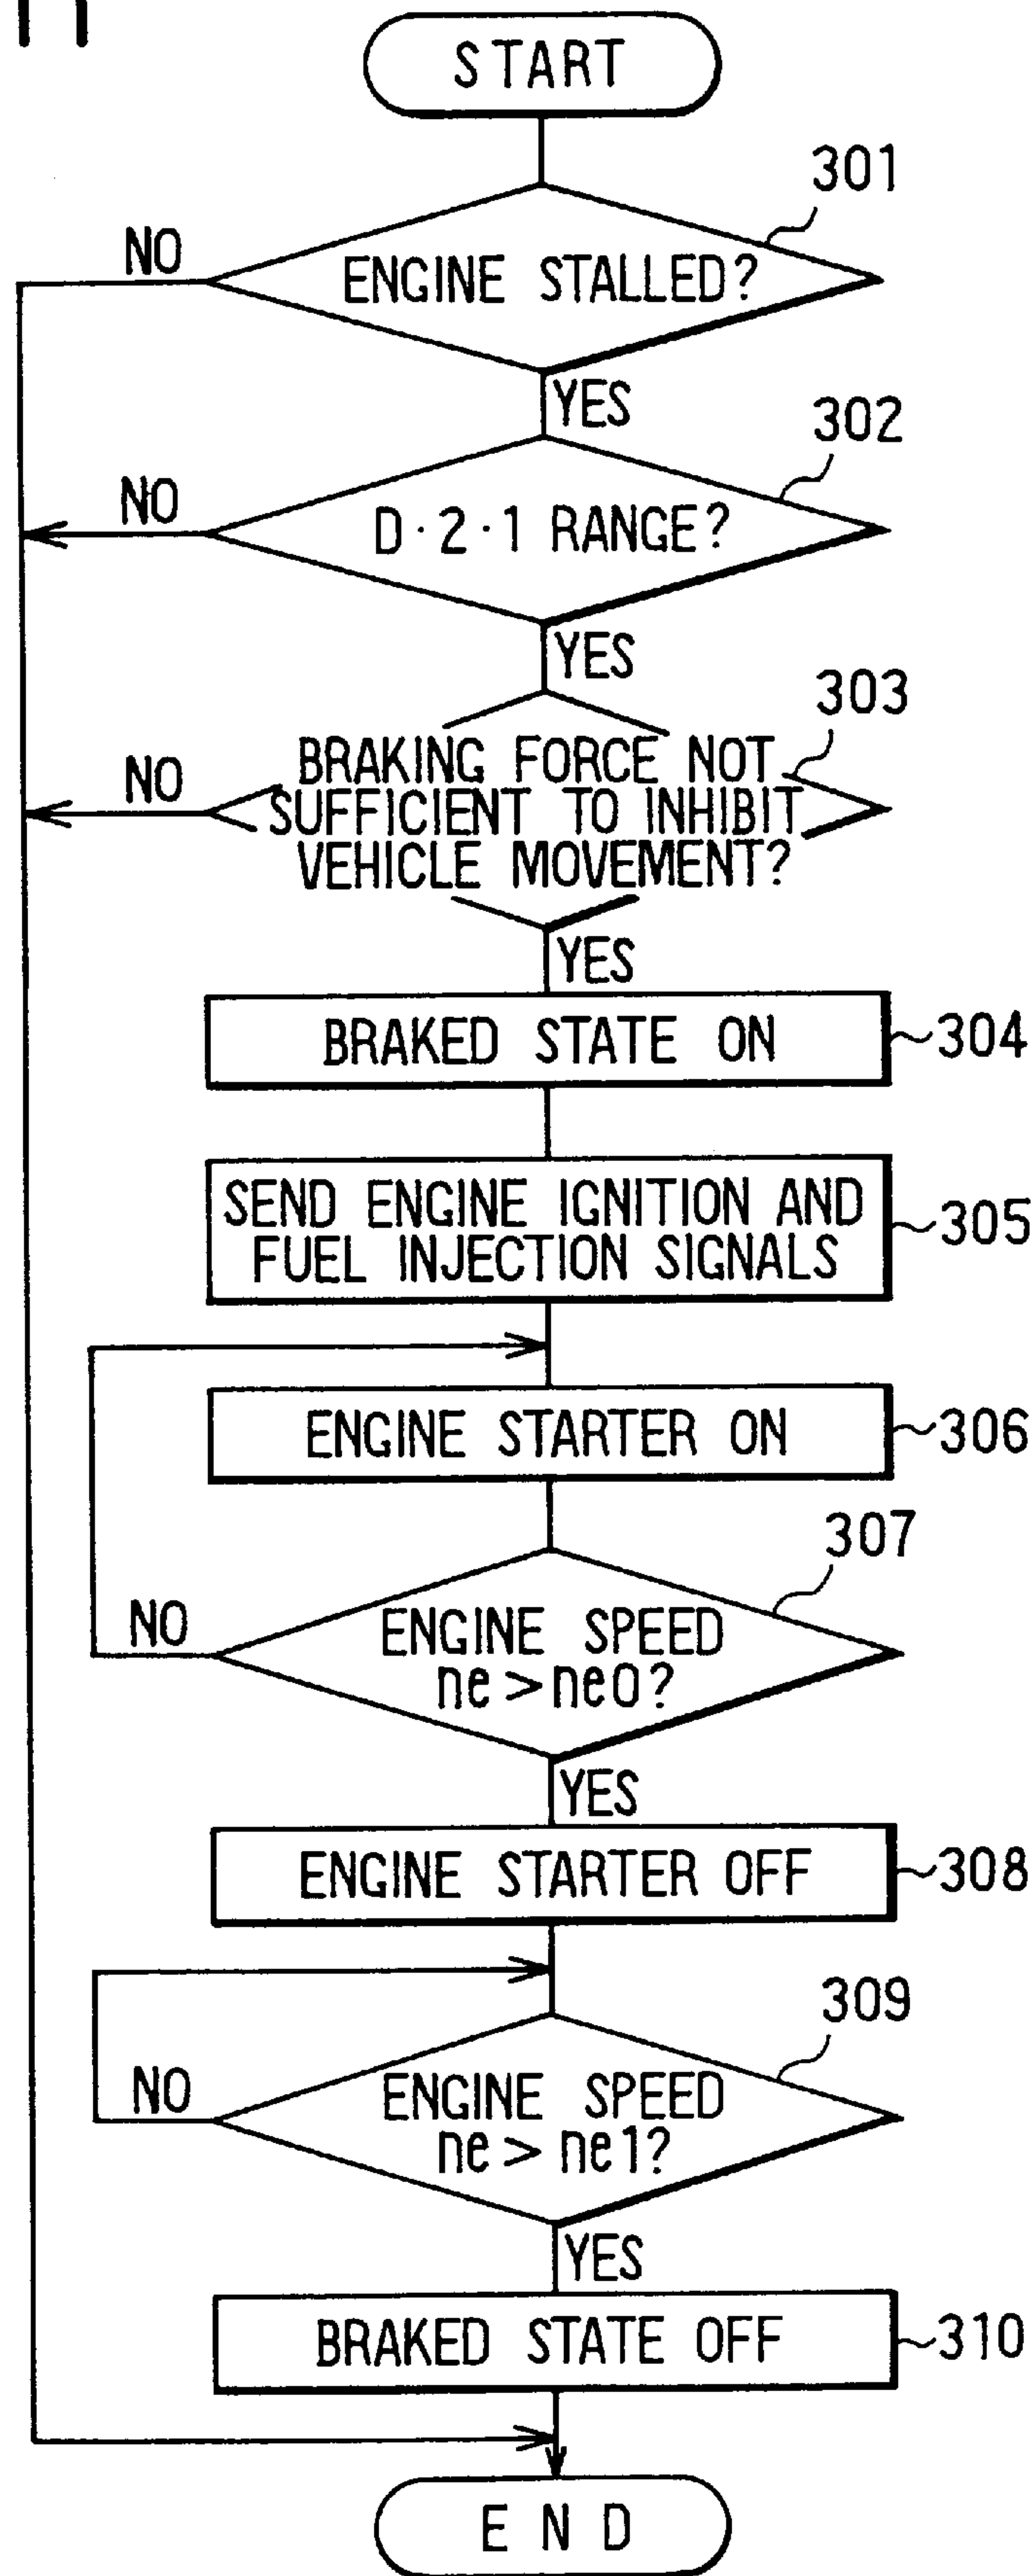 START
301
NO
ENGINE STALLED?
YES
302
NO
D·2·1 RANGE?
YES
303
NO
BRAKING FORCE NOT
SUFFICIENT TO INHIBIT
VEHICLE MOVEMENT?
YES
BRAKED STATE ON
304
SEND ENGINE IGNITION AND
FUEL INJECTION SIGNALS
305
ENGINE STARTER ON
306
307
NO
ENGINE SPEED
ne > ne0?
YES
ENGINE STARTER OFF
308
309
NO
ENGINE SPEED
ne > ne1?
YES
BRAKED STATE OFF
310
END